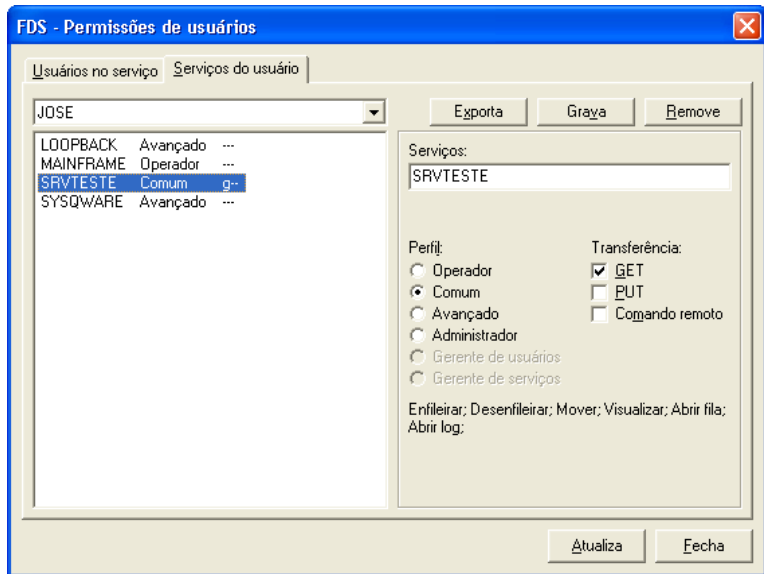 FDS - Permissões de usuários
Usuários no serviço Serviços do usuário
JOSE
Exporta Grava Remove
LOOPBACK Avançado ---
MAINFRAME Operador ---
SRVTESTE Comum g--
SYSQWARE Avançado ---
Serviços:
SRVTESTE
Perfil: Transferência:
Operador GET
Comum PUT
Avançado Comando remoto
Administrador
Gerente de usuários
Gerente de serviços
Enfileirar; Desenfileirar; Mover; Visualizar; Abrir fila;
Abrir log;
Atualiza Fecha